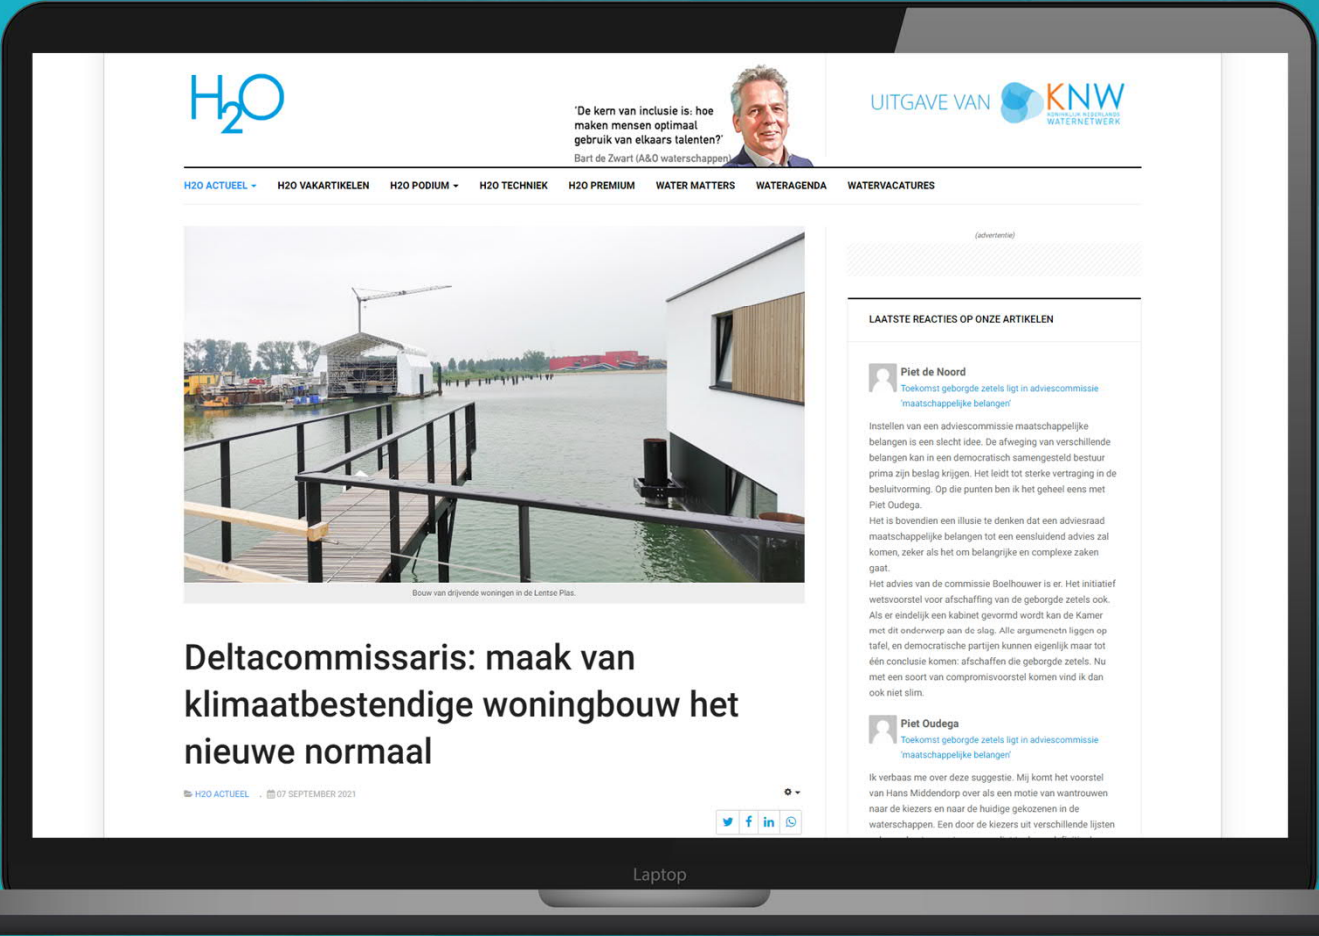 H2O
'De kern van inclusie is: hoe
maken mensen optimaal
gebruik van elkaars talenten?'
Bart de Zwart (A&O waterschappen)
UITGAVE VAN KNW
KONINKLIJK NEDERLANDS
WATERNETWERK
H2O ACTUEEL H2O VAKARTIKELEN H2O PODIUM H2O TECHNIEK H2O PREMIUM WATER MATTERS WATERAGENDA WATERVACATURES
Bouw van drijvende woningen in de Lentse Plas.
Deltacommissaris: maak van
klimaatbestendige woningbouw het
nieuwe normaal
H2O ACTUEEL . 07 SEPTEMBER 2021
(advertentie)
LAATSTE REACTIES OP ONZE ARTIKELEN
Piet de Noord
Toekomst geborgde zetels ligt in adviescommissie
'maatschappelijke belangen'
Instellen van een adviescommissie maatschappelijke
belangen is een slecht idee. De afweging van verschillende
belangen kan in een democratisch samengesteld bestuur
prima zijn beslag krijgen. Het leidt tot sterke vertraging in de
besluitvorming. Op die punten ben ik het geheel eens met
Piet Oudega.
Het is bovendien een illusie te denken dat een adviesraad
maatschappelijke belangen tot een eensluidend advies zal
komen, zeker als het om belangrijke en complexe zaken
gaat.
Het advies van de commissie Boelhouwer is er. Het initiatief
wetsvoorstel voor afschaffing van de geborgde zetels ook.
Als er eindelijk een kabinet gevormd wordt kan de Kamer
met dit onderwerp aan de slag. Alle argumenetn liggen op
tafel, en democratische partijen kunnen eigenlijk maar tot
één conclusie komen: afschaffen die geborgde zetels. Nu
met een soort van compromisvoorstel komen vind ik dan
ook niet slim.
Piet Oudega
Toekomst geborgde zetels ligt in adviescommissie
'maatschappelijke belangen'
Ik verbaas me over deze suggestie. Mij komt het voorstel
van Hans Middendorp over als een motie van wantrouwen
naar de kiezers en naar de huidige gekozenen in de
waterschappen. Een door de kiezers uit verschillende lijsten
Laptop